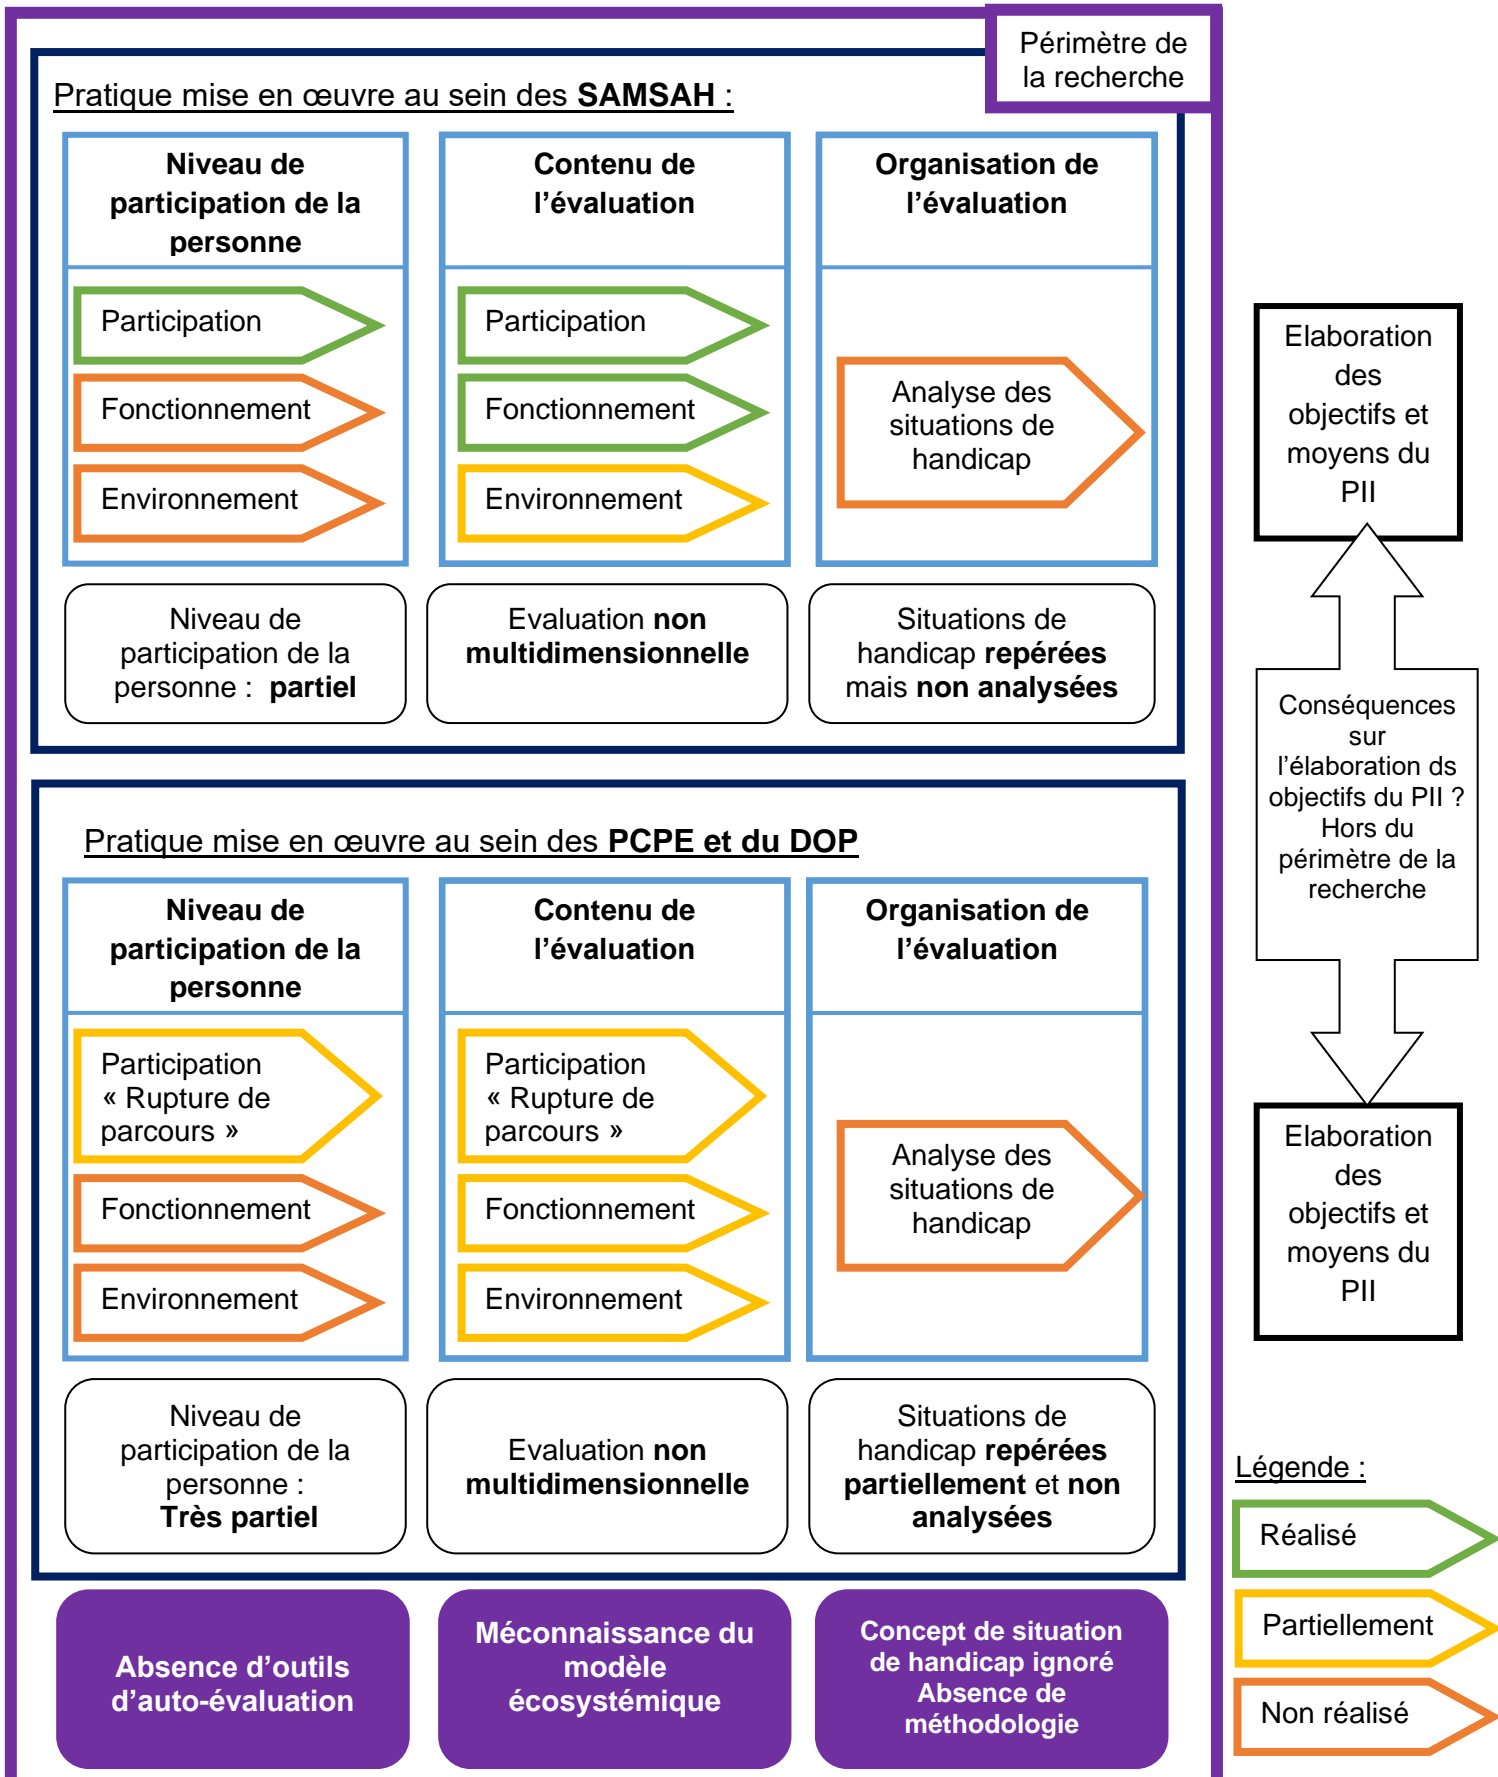 Périmètre de
la recherche
Pratique mise en œuvre au sein des SAMSAH :
Niveau de
participation de la
personne
Contenu de
l’évaluation
Organisation de
l’évaluation
Participation
Fonctionnement
Environnement
Participation
Fonctionnement
Environnement
Analyse des
situations de
handicap
Niveau de
participation de la
personne : partiel
Evaluation non
multidimensionnelle
Situations de
handicap repérées
mais non analysées
Pratique mise en œuvre au sein des PCPE et du DOP
Niveau de
participation de la
personne
Contenu de
l’évaluation
Organisation de
l’évaluation
Participation
« Rupture de
parcours »
Fonctionnement
Environnement
Participation
« Rupture de
parcours »
Fonctionnement
Environnement
Analyse des
situations de
handicap
Niveau de
participation de la
personne :
Très partiel
Evaluation non
multidimensionnelle
Situations de
handicap repérées
partiellement et non
analysées
Absence d’outils
d’auto-évaluation
Méconnaissance du
modèle
écosystémique
Concept de situation
de handicap ignoré
Absence de
méthodologie
Elaboration
des
objectifs et
moyens du
PII
Conséquences
sur
l’élaboration ds
objectifs du PII ?
Hors du
périmètre de la
recherche
Elaboration
des
objectifs et
moyens du
PII
Légende :
Réalisé
Partiellement
Non réalisé